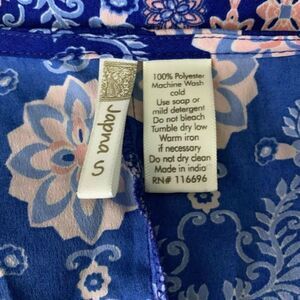 Japna S
100% Polyester
Machine Wash
cold
Use soap or
mild detergent
Do not bleach
Tumble dry low
Warm iron
if necessary
Do not dry clean
Made in india
RN# 116696